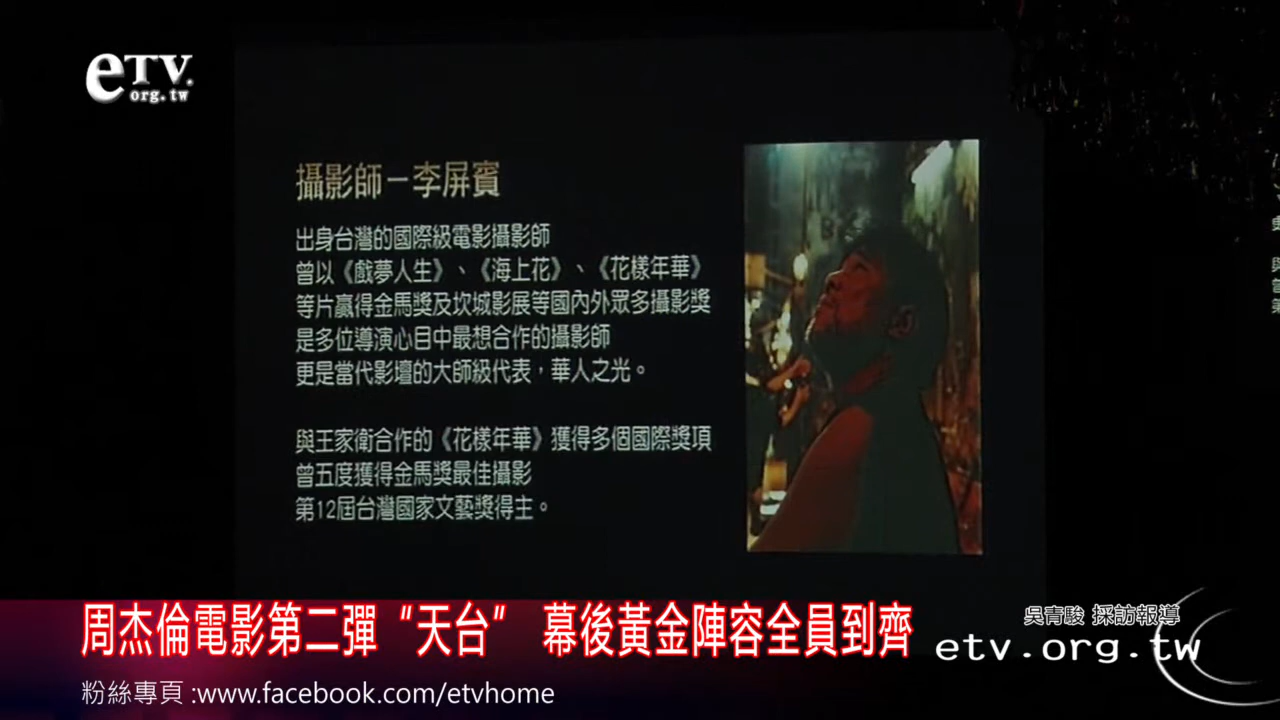 eTV.
org.tw
攝影師－李屏賓
出身台灣的國際級電影攝影師
曾以《戲夢人生》、《海上花》、《花樣年華》
等片贏得金馬獎及坎城影展等國內外眾多攝影獎
是多位導演心目中最想合作的攝影師
更是當代影壇的大師級代表，華人之光。
與王家衛合作的《花樣年華》獲得多個國際獎項
曾五度獲得金馬獎最佳攝影
第12屆台灣國家文藝獎得主。
周杰倫電影第二彈“天台” 幕後黃金陣容全員到齊
吳青駿 採訪報導
etv.org.tw
粉絲專頁:www.facebook.com/etvhome